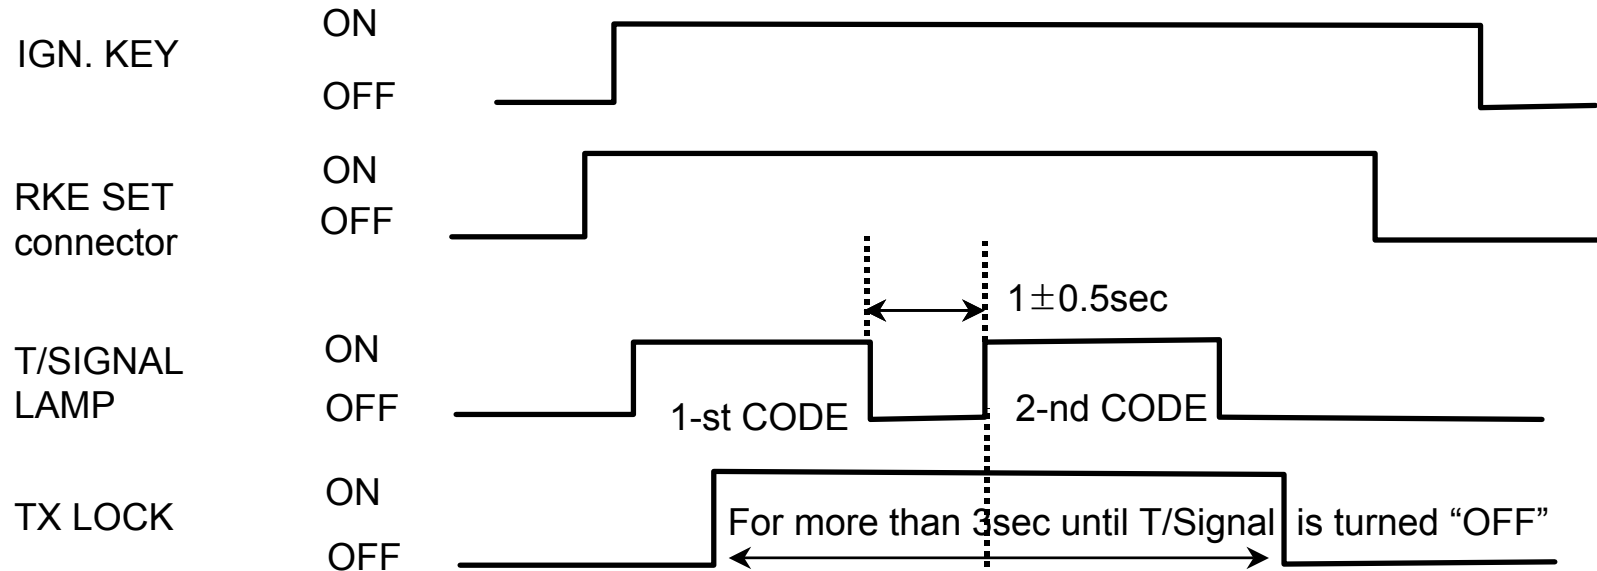 IGN. KEY
ON
OFF
RKE SET
connector
ON
OFF
1±0.5sec
T/SIGNAL
LAMP
ON
OFF
1-st CODE
2-nd CODE
TX LOCK
ON
OFF
For more than 3sec until T/Signal is turned “OFF”